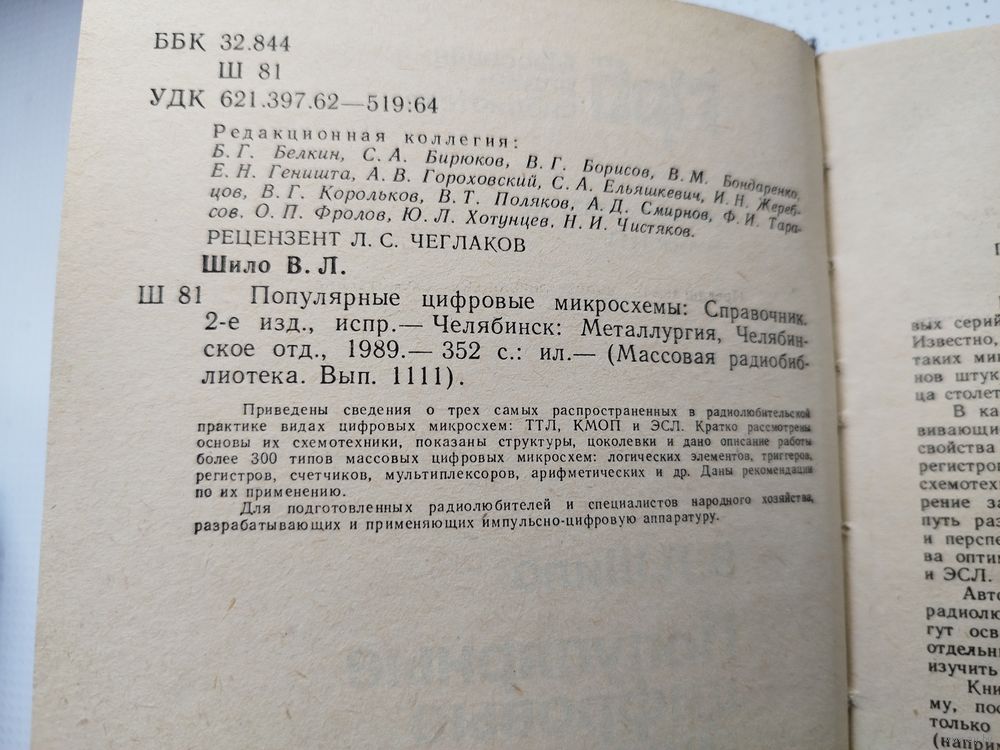 ББК 32.844
Ш 81
УДК 621.397.62—519:64
Редакционная коллегия:
Б. Г. Белкин, С. А. Бирюков, В. Г. Борисов, В. М. Бондаренко,
Е. Н. Геништа, А. В. Гороховский, С. А. Ельяшкевич, И. Н. Жереб-
цов, В. Г. Корольков, В. Т. Поляков, А. Д. Смирнов, Ф. И. Тара-
сов, О. П. Фролов, Ю. Л. Хотунцев, Н. И. Чистяков.
РЕЦЕНЗЕНТ Л. С. ЧЕГЛАКОВ
Шило В. Л.
Ш 81 Популярные цифровые микросхемы: Справочник.
2-е изд., испр.— Челябинск: Металлургия, Челябин-
ское отд., 1989.— 352 с.: ил.— (Массовая радиобиб-
лиотека. Вып. 1111).
Приведены сведения о трех самых распространенных в радиолюбительской
практике видах цифровых микросхем: ТТЛ, КМОП и ЭСЛ. Кратко рассмотрены
основы их схемотехники, показаны структуры, цоколевки и дано описание работы
более 300 типов массовых цифровых микросхем: логических элементов, триггеров,
регистров, счетчиков, мультиплексоров, арифметических и др. Даны рекомендации
по их применению.
Для подготовленных радиолюбителей и специалистов народного хозяйства,
разрабатывающих и применяющих импульсно-цифровую аппаратуру.
вых серий
Известно,
таких ми
нов штук
ца столет
В ка
вивающи
свойства
регистро
схемотех
рение за
путь раз
и перспе
ва опти
и ЭСЛ.
Авто
радиолю
гут осв
отдельн
изучить
Кни
му, пос
только
(напри